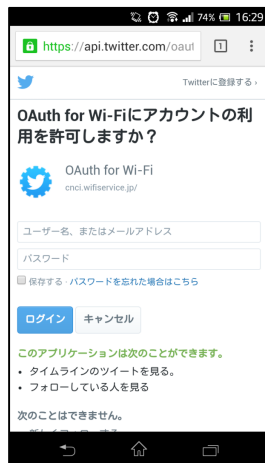 74% 16:29
https://api.twitter.com/oaut 1
Twitterに登録する ›
OAuth for Wi-Fiにアカウントの利
用を許可しますか？
OAuth for Wi-Fi
cnci.wifiservice.jp/
ユーザー名、またはメールアドレス
パスワード
保存する · パスワードを忘れた場合はこちら
ログイン キャンセル
このアプリケーションは次のことができます。
• タイムラインのツイートを見る。
• フォローしている人を見る
次のことはできません。